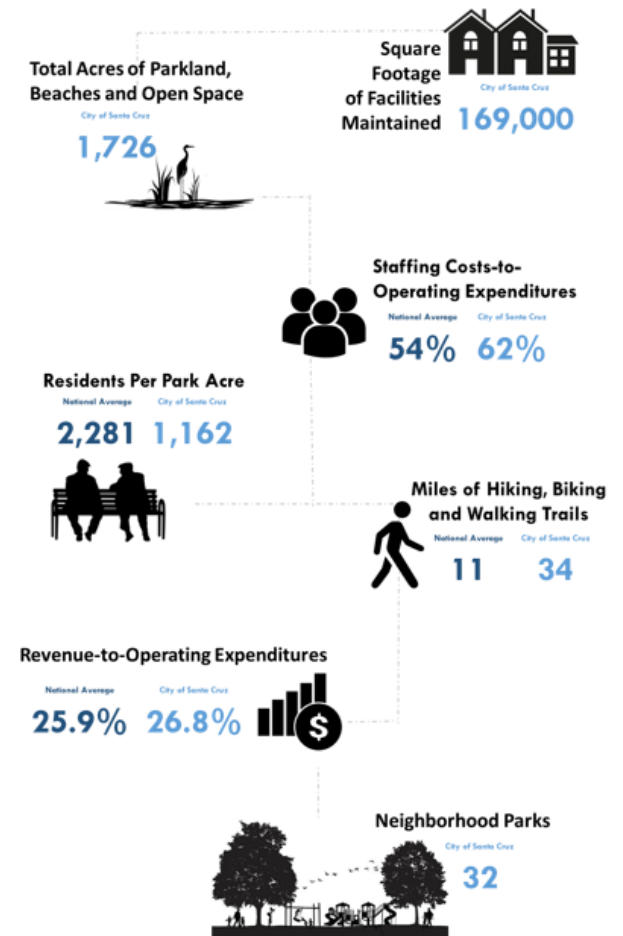 Total Acres of Parkland,
Beaches and Open Space
City of Santa Cruz
1,726
Square
Footage
of Facilities
Maintained
City of Santa Cruz
169,000
Staffing Costs-to-
Operating Expenditures
National Average City of Santa Cruz
54% 62%
Residents Per Park Acre
National Average City of Santa Cruz
2,281 1,162
Miles of Hiking, Biking
and Walking Trails
National Average City of Santa Cruz
11 34
Revenue-to-Operating Expenditures
National Average City of Santa Cruz
25.9% 26.8%
$
Neighborhood Parks
City of Santa Cruz
32